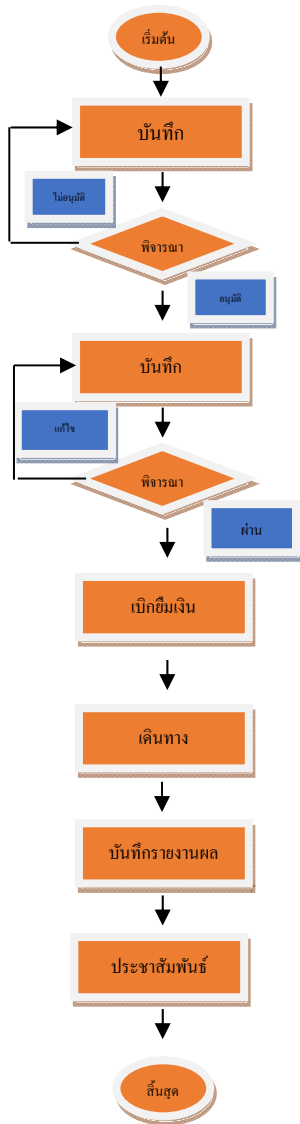 เริ่มต้น
บันทึก
ไม่อนุมัติ
พิจารณา
อนุมัติ
บันทึก
แก้ไข
พิจารณา
ผ่าน
เบิกยืมเงิน
เดินทาง
บันทึกรายงานผล
ประชาสัมพันธ์
สิ้นสุด